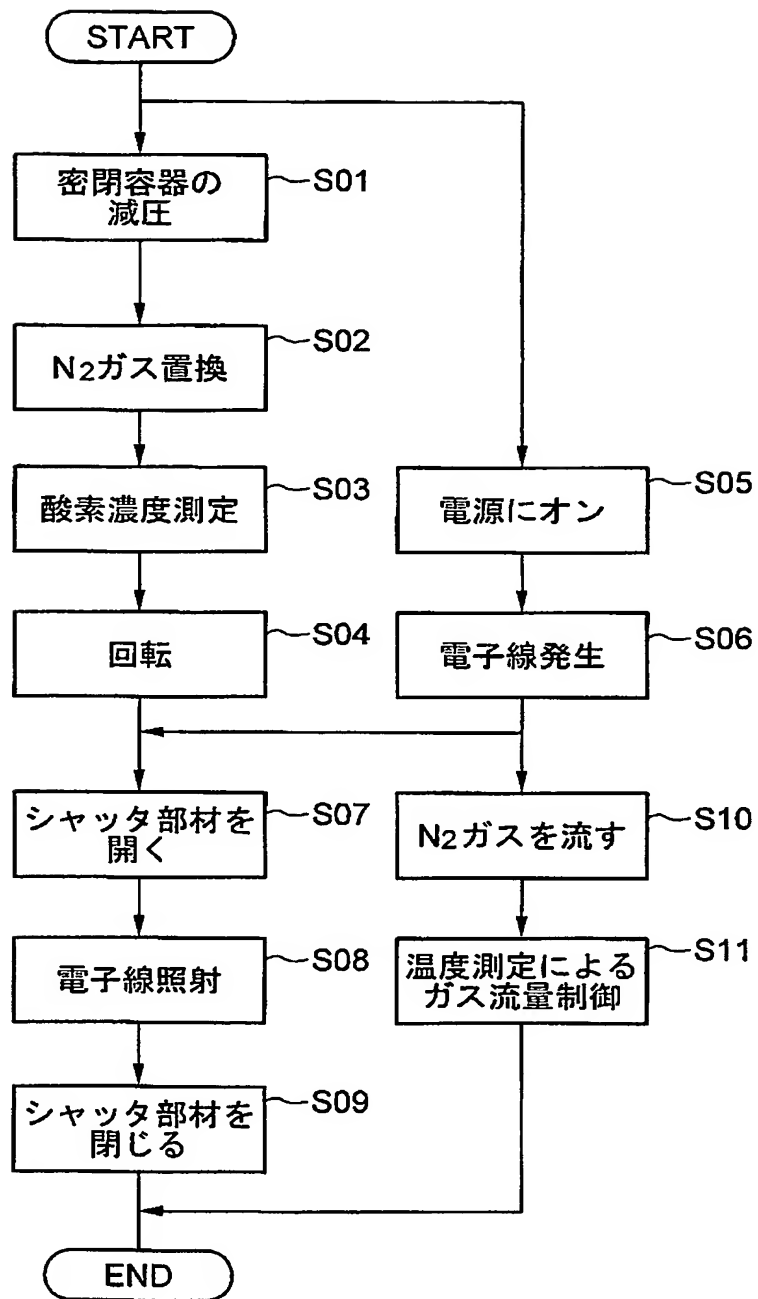 START
密閉容器の
減圧
S01
N2ガス置換
S02
酸素濃度測定
S03
回転
S04
電源にオン
S05
電子線発生
S06
シャッタ部材を
開く
S07
電子線照射
S08
シャッタ部材を
閉じる
S09
N2ガスを流す
S10
温度測定による
ガス流量制御
S11
END